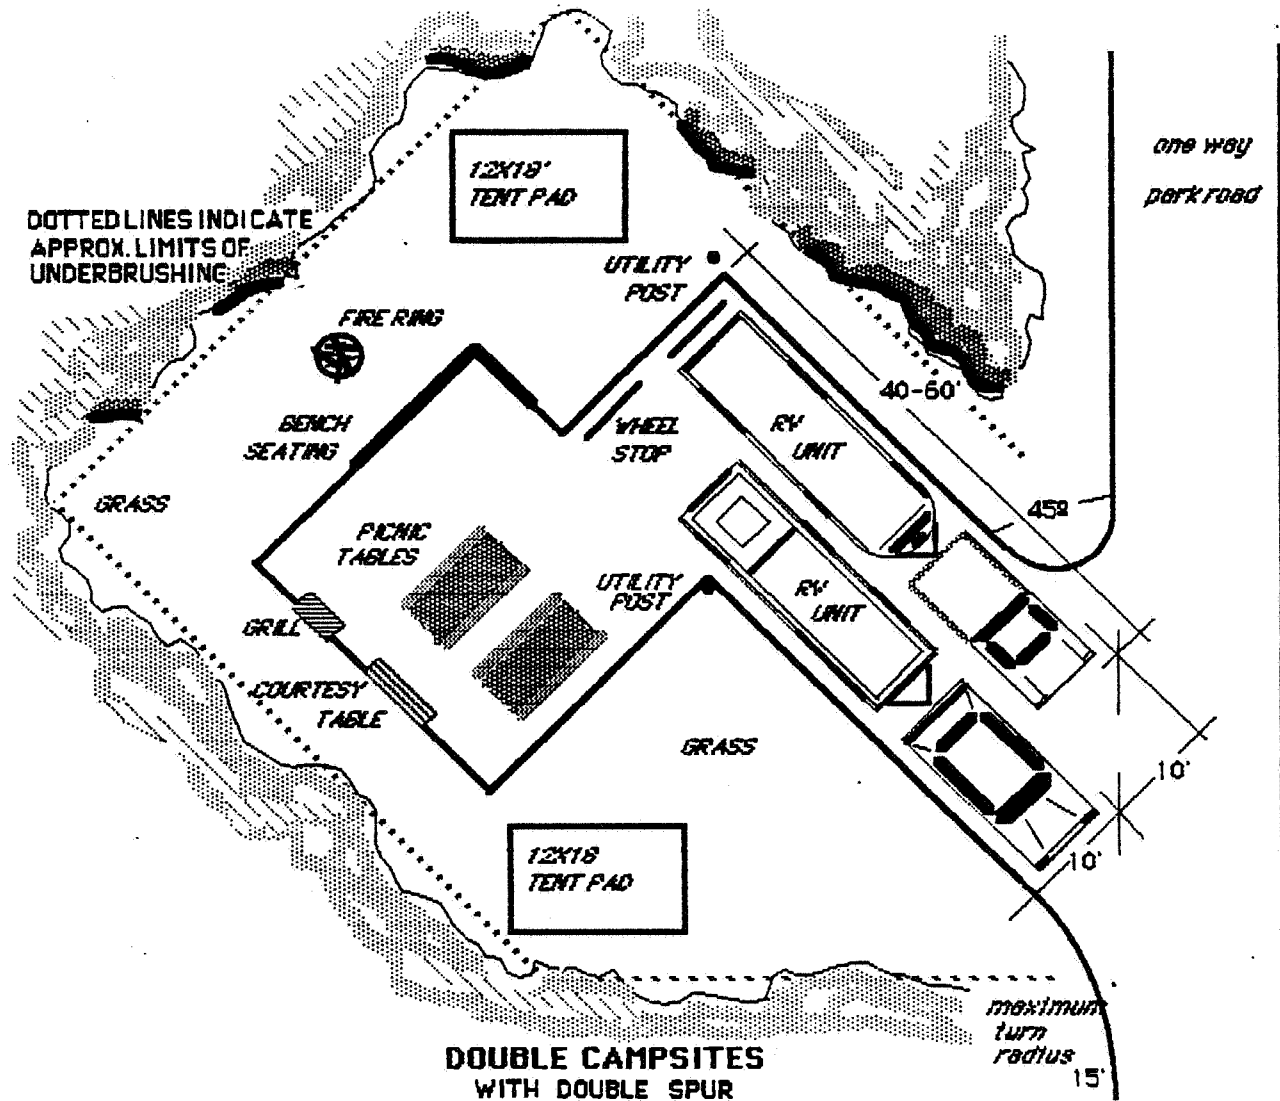 one way
park road
12X18'
TENT PAD
DOTTED LINES INDICATE
APPROX. LIMITS OF
UNDERBRUSHINE
UTILITY
POST
FIRE RING
40-60'
BENCH
SEATING
WHEEL
STOP
RV
UNIT
GRASS
45º
PICNIC
TABLES
UTILITY
POST
RV
UNIT
GRILL
COURTESY
TABLE
GRASS
10'
12X18
TENT PAD
10'
maximum
turn
radius
15'
DOUBLE CAMPSITES
WITH DOUBLE SPUR